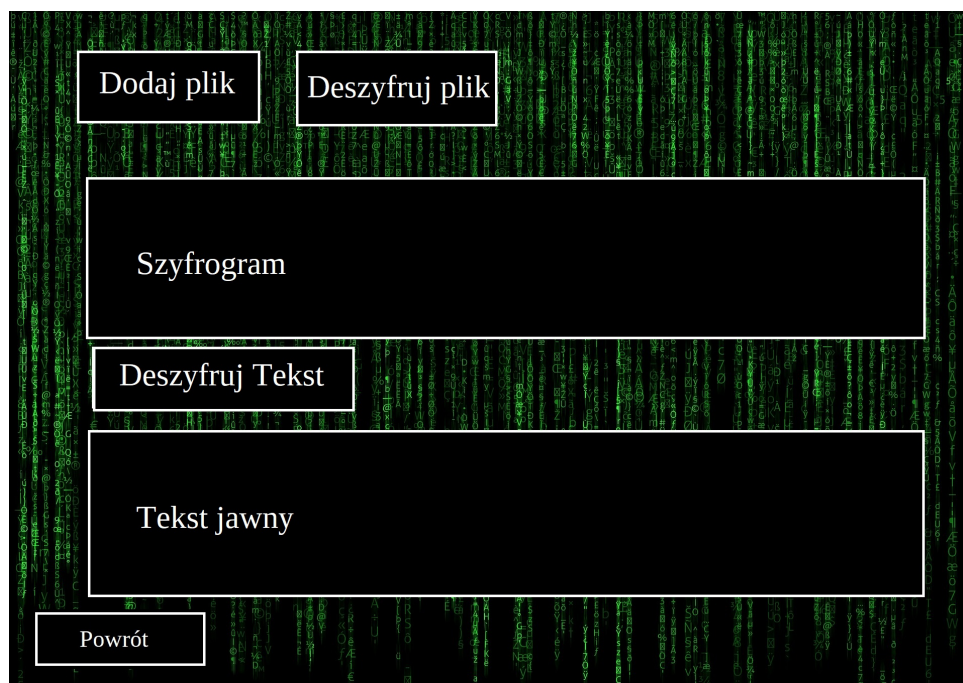 Dodaj plik
Deszyfruj plik
Szyfrogram
Deszyfruj Tekst
Tekst jawny
Powrót